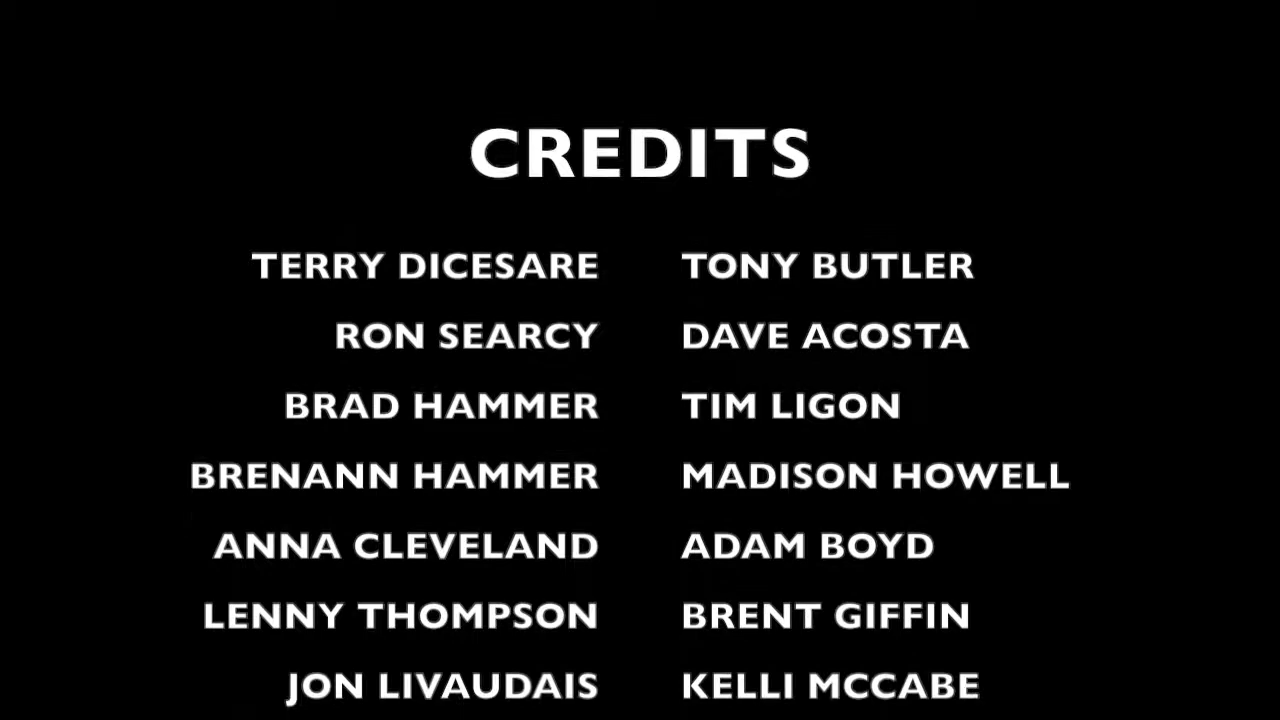 CREDITS
TERRY DICESARE TONY BUTLER
RON SEARCY DAVE ACOSTA
BRAD HAMMER TIM LIGON
BRENANN HAMMER MADISON HOWELL
ANNA CLEVELAND ADAM BOYD
LENNY THOMPSON BRENT GIFFIN
JON LIVAUDAIS KELLI MCCABE